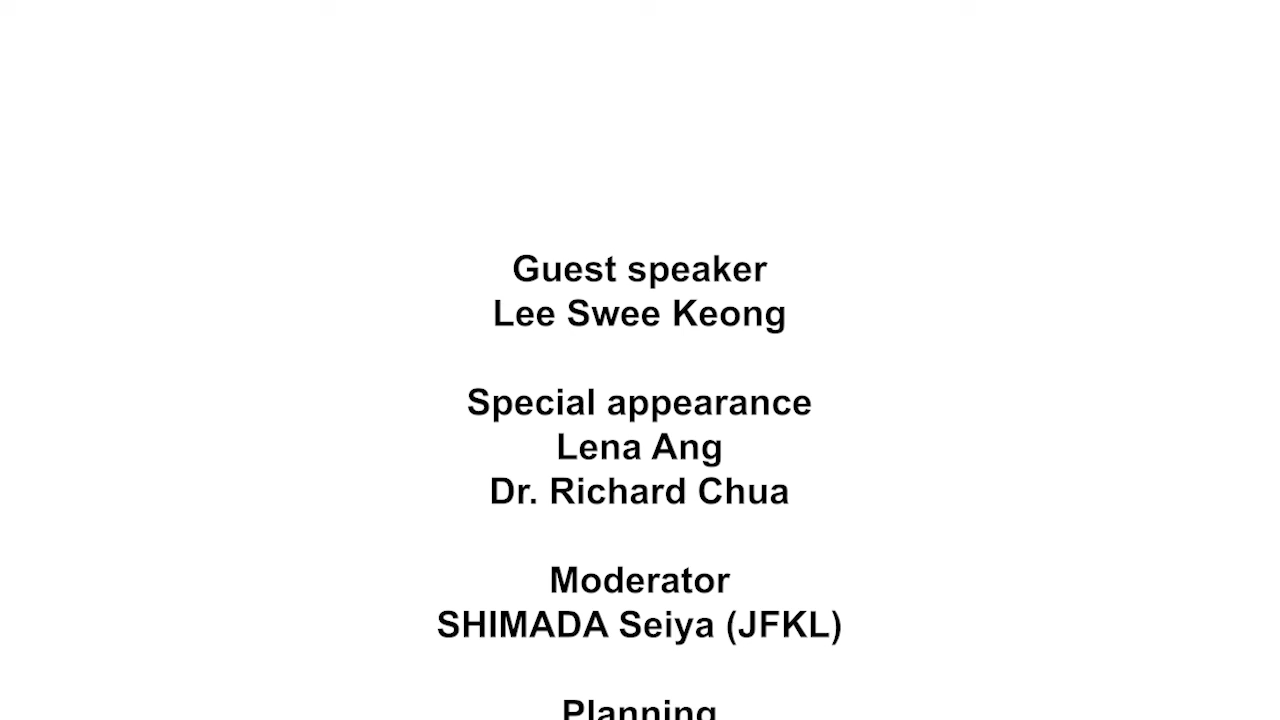 Guest speaker
Lee Swee Keong
Special appearance
Lena Ang
Dr. Richard Chua
Moderator
SHIMADA Seiya (JFKL)
Planning